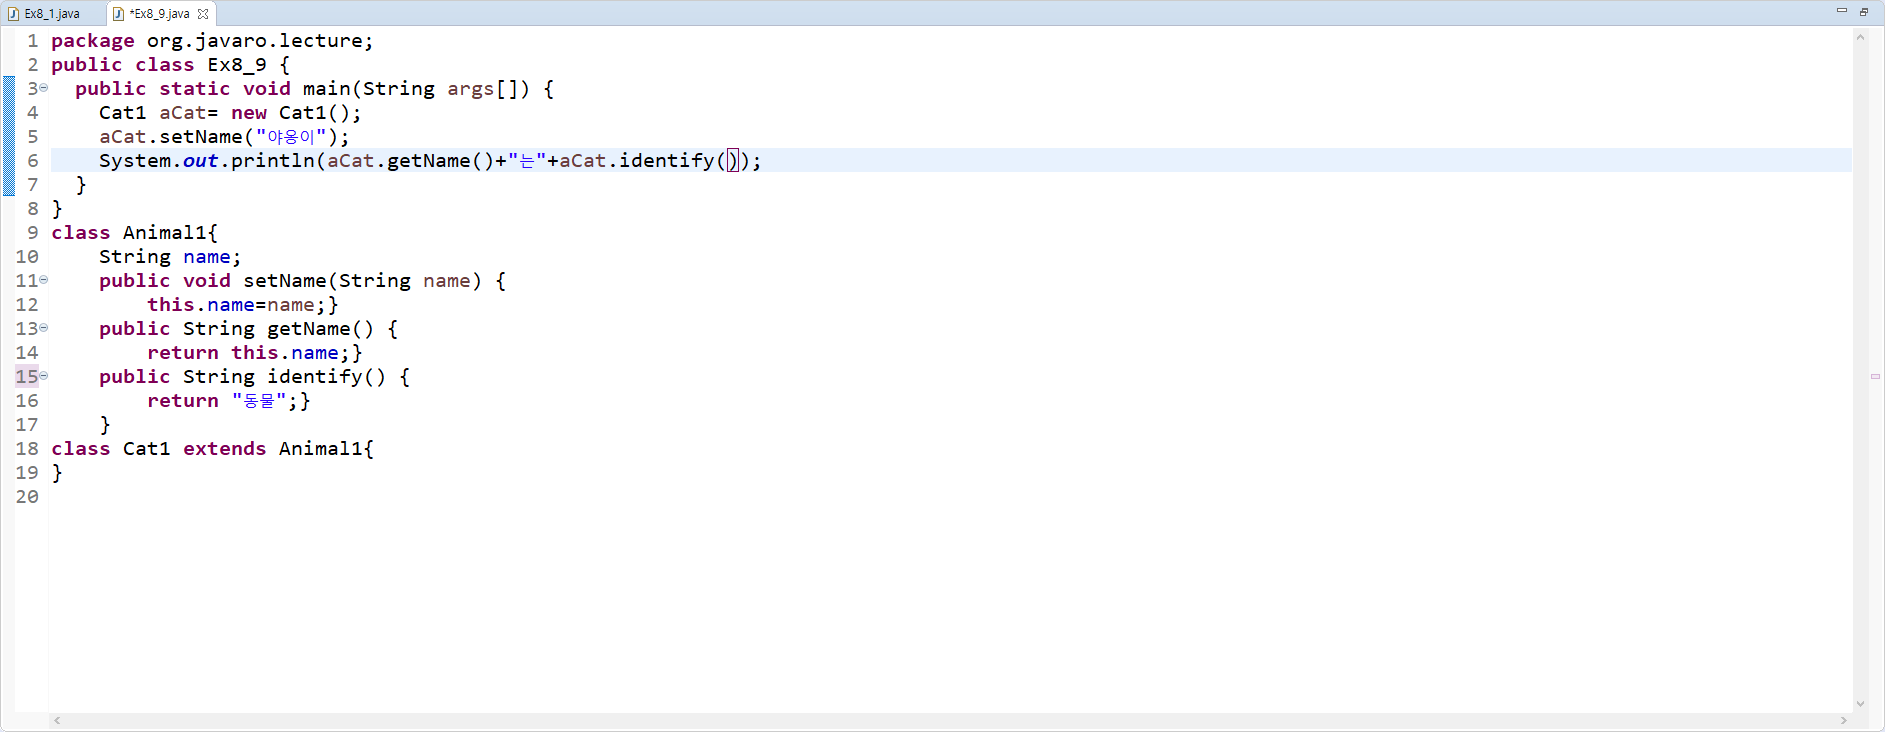 Ex8_1.java *Ex8_9.java
1 package org.javaro.lecture;
2 public class Ex8_9 {
3 public static void main(String args[]) {
4 Cat1 aCat= new Cat1();
5 aCat.setName("야옹이");
6 System.out.println(aCat.getName()+"는"+aCat.identify());
7 }
8 }
9 class Animal1{
10 String name;
11 public void setName(String name) {
12 this.name=name;}
13 public String getName() {
14 return this.name;}
15 public String identify() {
16 return "동물";}
17 }
18 class Cat1 extends Animal1{
19 }
20